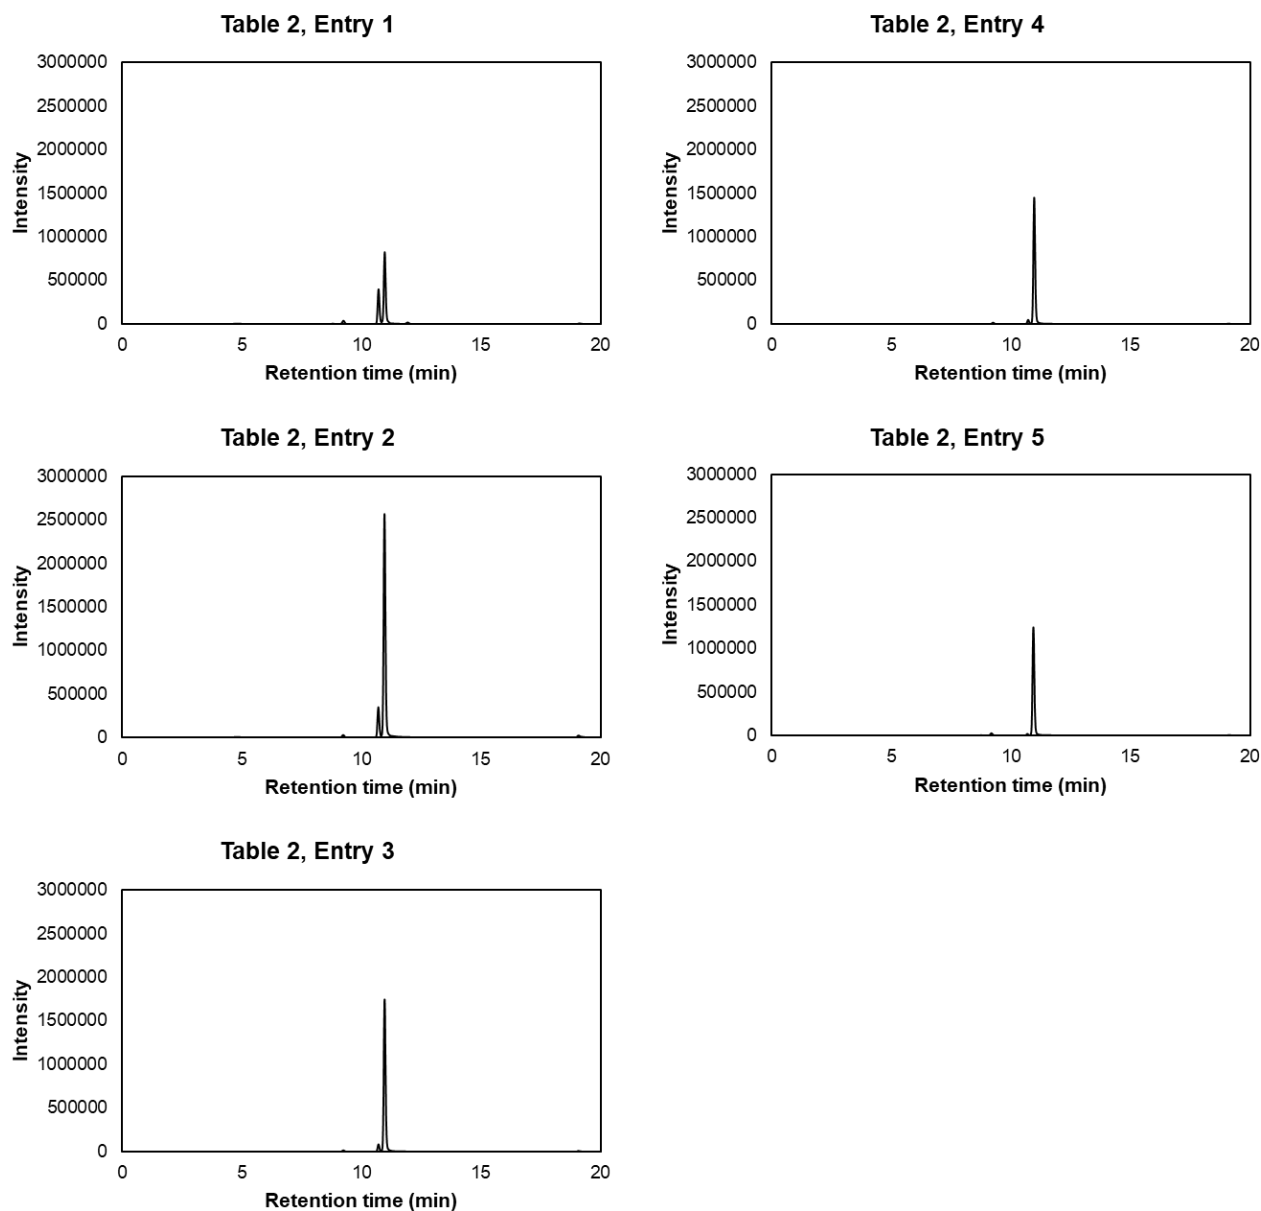 Table 2, Entry 1
3000000
2500000
2000000
1500000
1000000
500000
0
Intensity
0 5 10 15 20
Retention time (min)
Table 2, Entry 4
3000000
2500000
2000000
1500000
1000000
500000
0
Intensity
0 5 10 15 20
Retention time (min)
Table 2, Entry 2
3000000
2500000
2000000
1500000
1000000
500000
0
Intensity
0 5 10 15 20
Retention time (min)
Table 2, Entry 5
3000000
2500000
2000000
1500000
1000000
500000
0
Intensity
0 5 10 15 20
Retention time (min)
Table 2, Entry 3
3000000
2500000
2000000
1500000
1000000
500000
0
Intensity
0 5 10 15 20
Retention time (min)